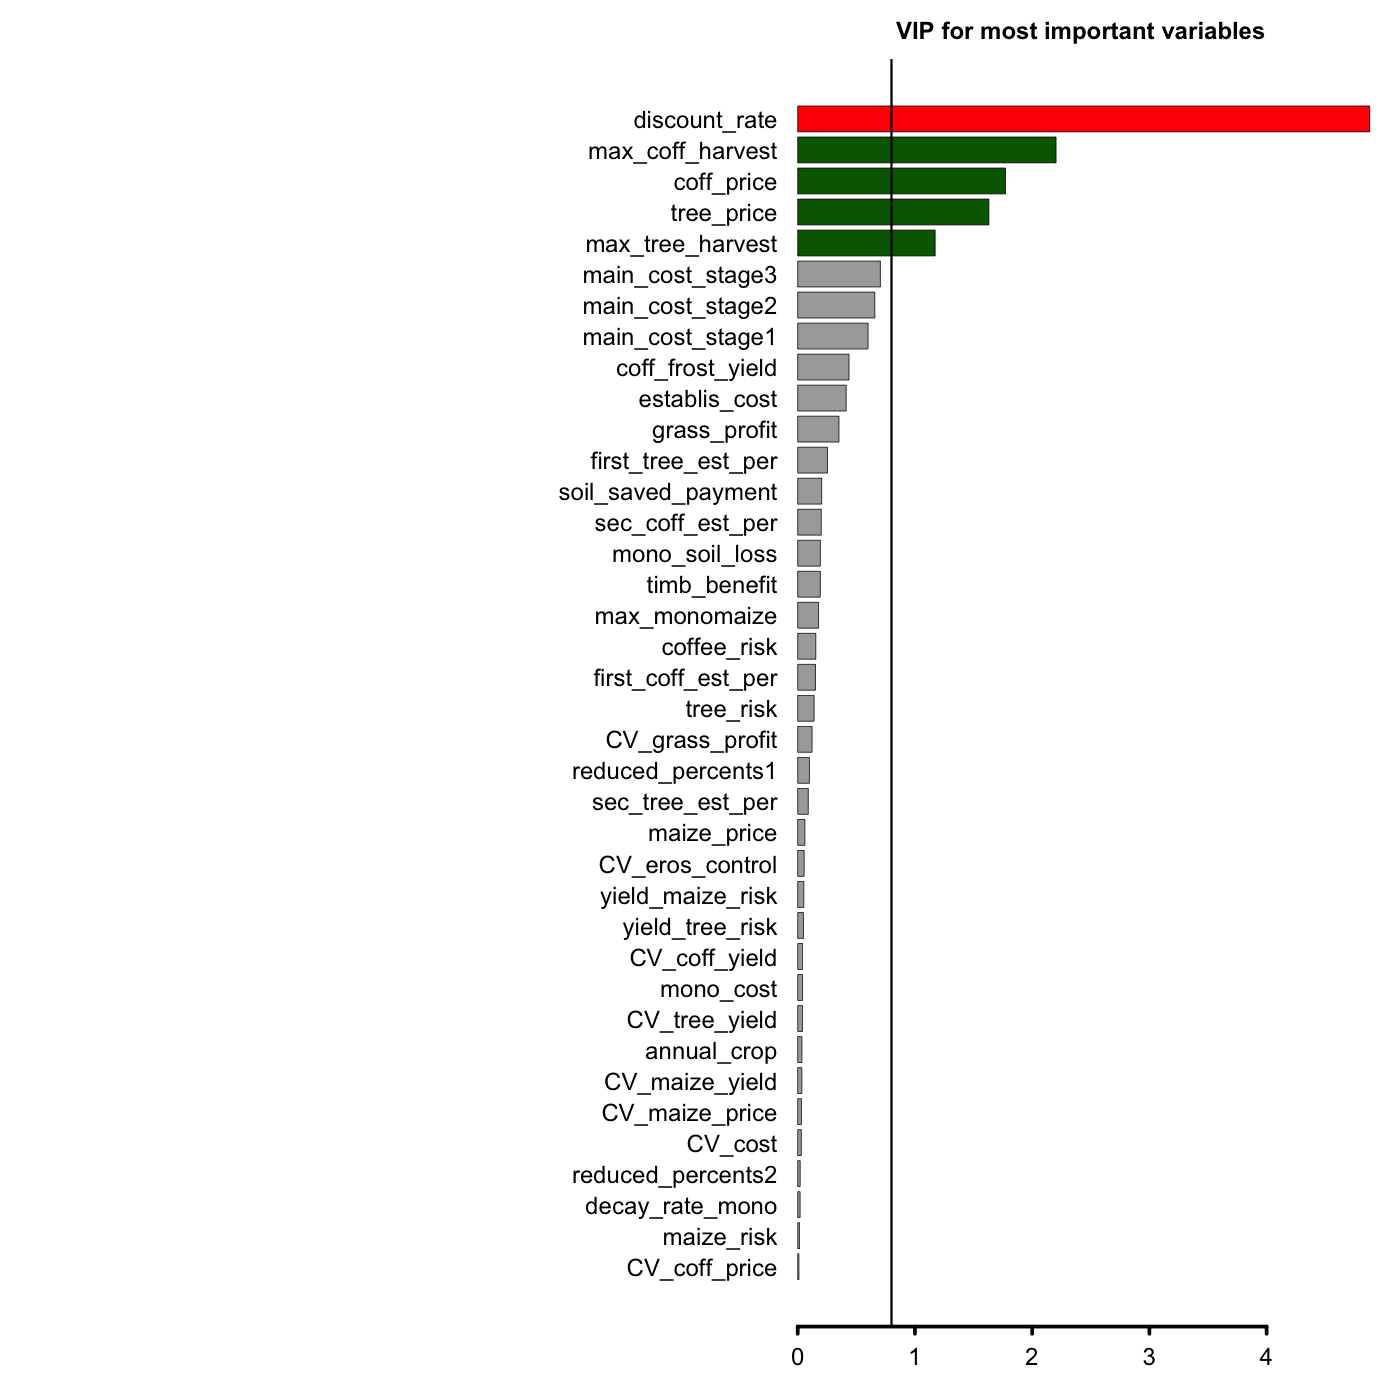 VIP for most important variables
discount_rate
max_coff_harvest
coff_price
tree_price
max_tree_harvest
main_cost_stage3
main_cost_stage2
main_cost_stage1
coff_frost_yield
establis_cost
grass_profit
first_tree_est_per
soil_saved_payment
sec_coff_est_per
mono_soil_loss
timb_benefit
max_monomaize
coffee_risk
first_coff_est_per
tree_risk
CV_grass_profit
reduced_percents1
sec_tree_est_per
maize_price
CV_eros_control
yield_maize_risk
yield_tree_risk
CV_coff_yield
mono_cost
CV_tree_yield
annual_crop
CV_maize_yield
CV_maize_price
CV_cost
reduced_percents2
decay_rate_mono
maize_risk
CV_coff_price
0 1 2 3 4